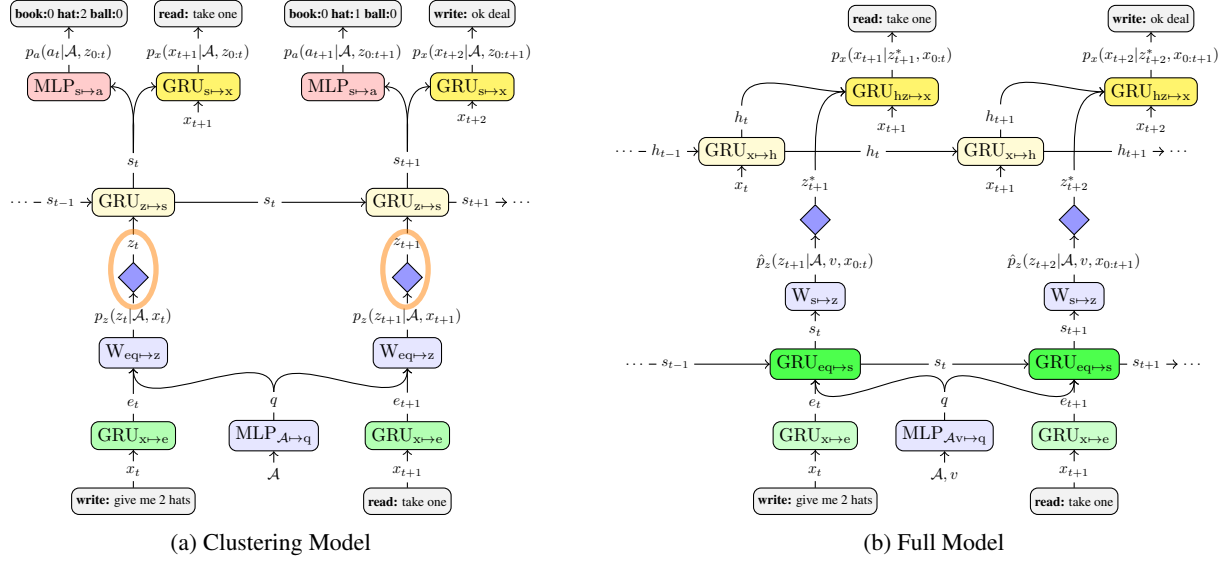 book:0 hat:2 ball:0
read: take one
book:0 hat:1 ball:0
write: ok deal
p_a(a_t|𝒜, z_{0:t})
p_x(x_{t+1}|𝒜, z_{0:t})
p_a(a_{t+1}|𝒜, z_{0:t+1})
p_x(x_{t+2}|𝒜, z_{0:t+1})
MLP_{s↦a}
GRU_{s↦x}
MLP_{s↦a}
GRU_{s↦x}
x_{t+1}
x_{t+2}
s_t
s_{t+1}
··· s_{t−1}
GRU_{z↦s}
s_t
GRU_{z↦s}
s_{t+1} ···
z_t
z_{t+1}
p_z(z_t|𝒜, x_t)
p_z(z_{t+1}|𝒜, x_{t+1})
W_{eq↦z}
W_{eq↦z}
e_t
q
e_{t+1}
GRU_{x↦e}
MLP_{𝒜↦q}
GRU_{x↦e}
x_t
𝒜
x_{t+1}
write: give me 2 hats
read: take one
(a) Clustering Model
read: take one
write: ok deal
p_x(x_{t+1}|z*_{t+1}, x_{0:t})
p_x(x_{t+2}|z*_{t+2}, x_{0:t+1})
GRU_{hz↦x}
GRU_{hz↦x}
h_t
x_{t+1}
h_{t+1}
x_{t+2}
··· h_{t−1}
GRU_{x↦h}
h_t
GRU_{x↦h}
h_{t+1} ···
x_t
z*_{t+1}
x_{t+1}
z*_{t+2}
p̂_z(z_{t+1}|𝒜, v, x_{0:t})
p̂_z(z_{t+2}|𝒜, v, x_{0:t+1})
W_{s↦z}
W_{s↦z}
s_t
s_{t+1}
··· s_{t−1}
GRU_{eq↦s}
s_t
GRU_{eq↦s}
s_{t+1} ···
e_t
q
e_{t+1}
GRU_{x↦e}
MLP_{𝒜v↦q}
GRU_{x↦e}
x_t
𝒜, v
x_{t+1}
write: give me 2 hats
read: take one
(b) Full Model